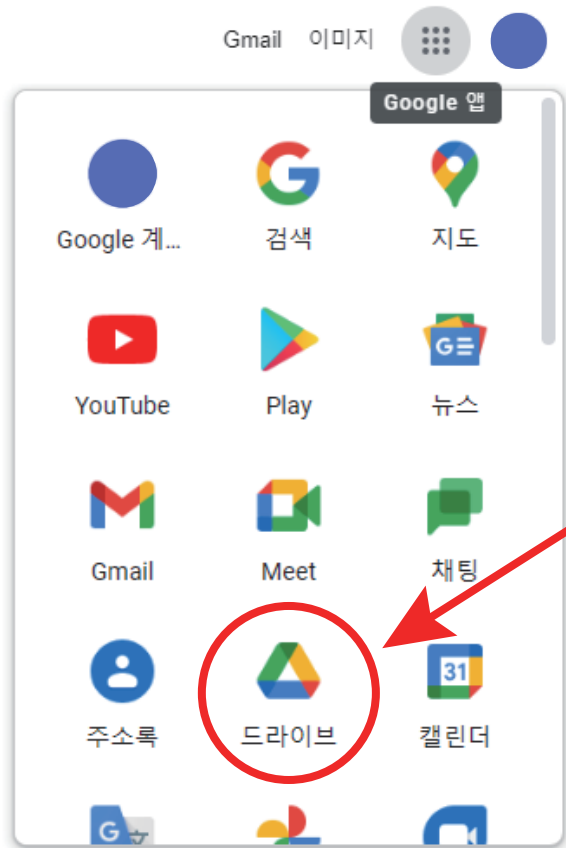 Gmail 이미지
Google 앱
Google 계...
검색
지도
G
YouTube
Play
뉴스
Gmail
Meet
채팅
31
주소록
드라이브
캘린더
G 文